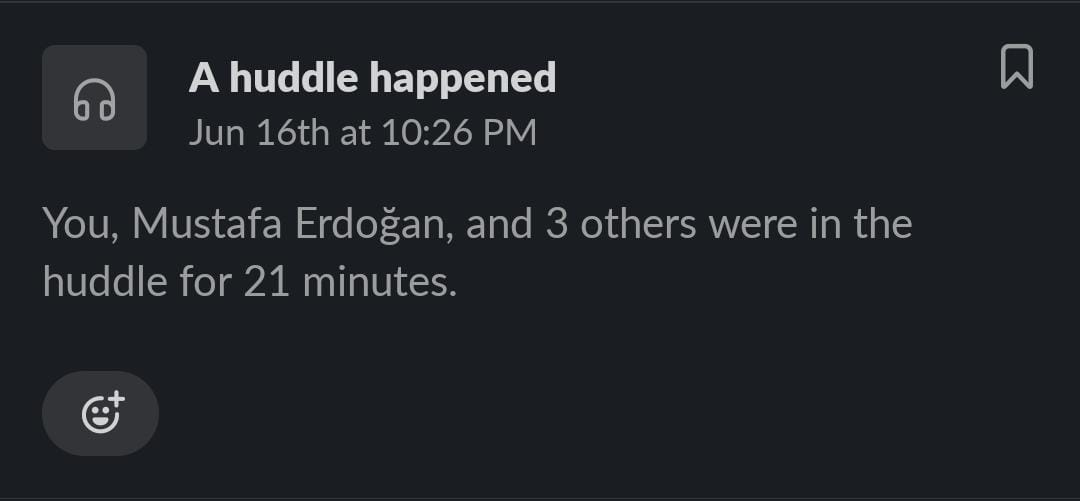 A huddle happened
Jun 16th at 10:26 PM
You, Mustafa Erdoğan, and 3 others were in the
huddle for 21 minutes.